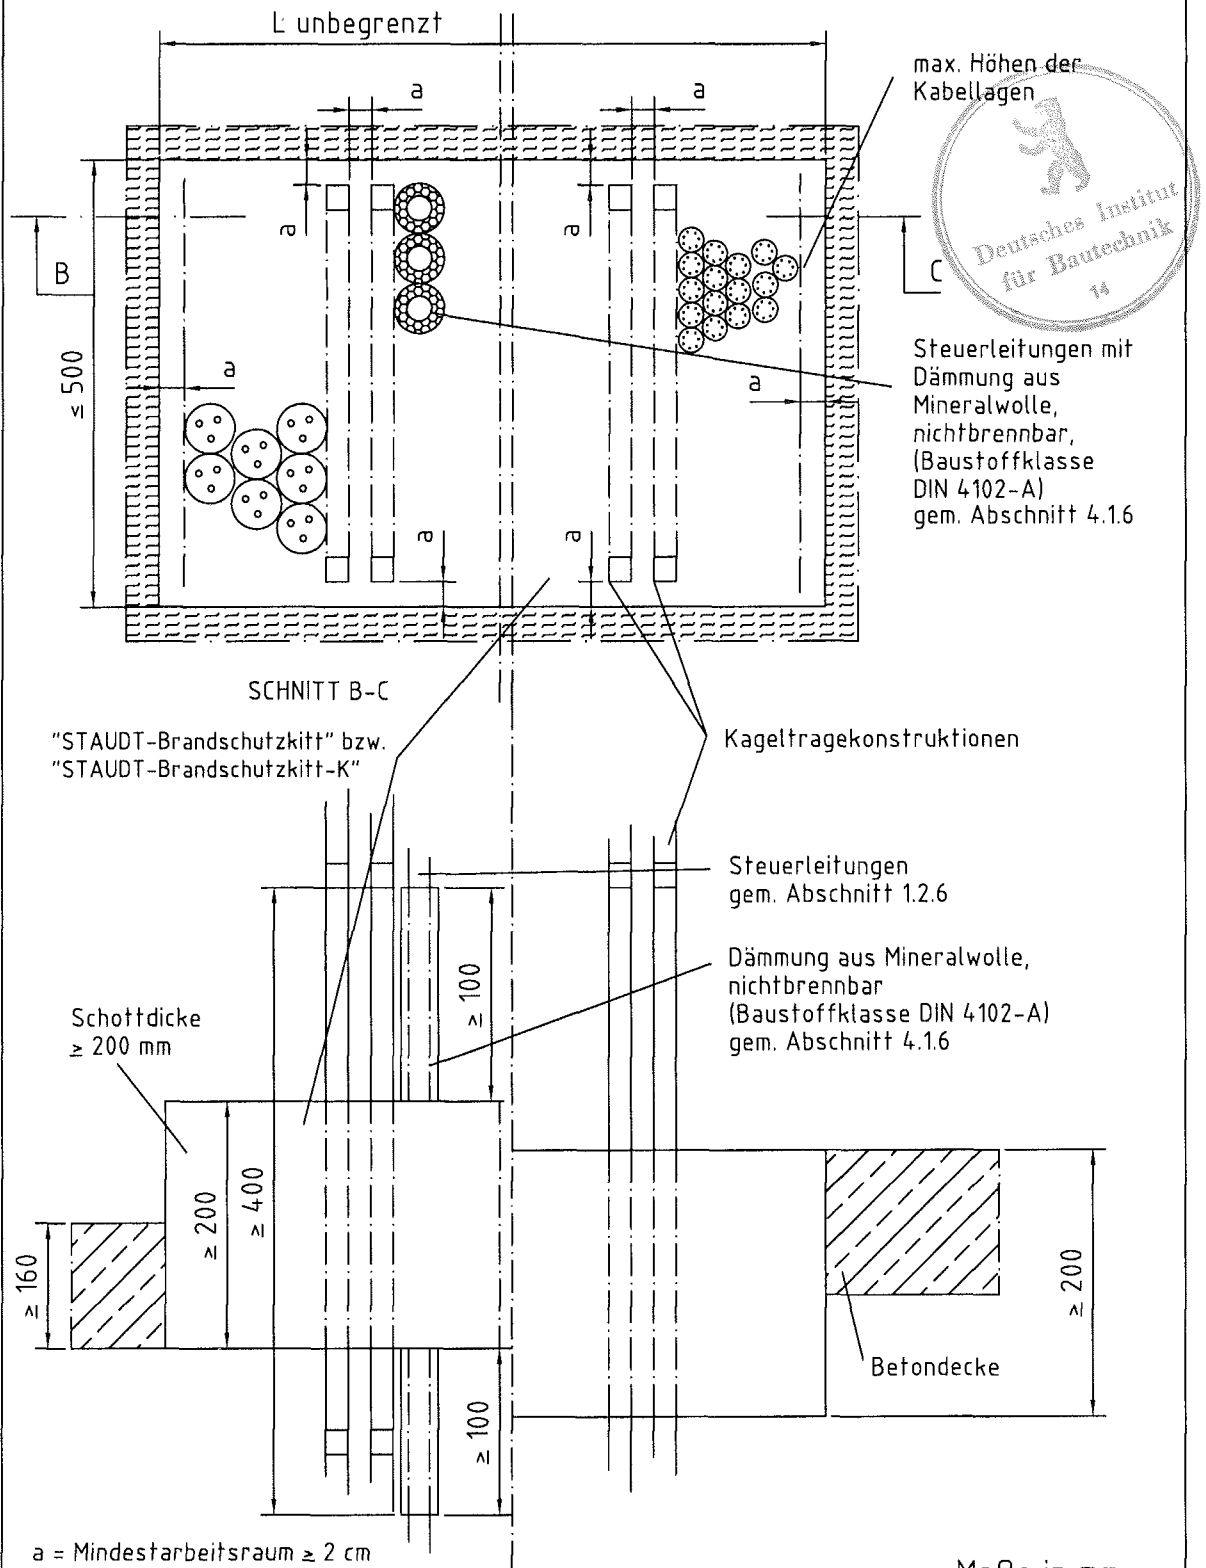 L unbegrenzt
max. Höhen der
Kabellagen
a
a
a
a
B
C
Deutsches Institut
für Bautechnik
14
≤ 500
a
a
Steuerleitungen mit
Dämmung aus
Mineralwolle,
nichtbrennbar,
(Baustoffklasse
DIN 4102-A)
gem. Abschnitt 4.1.6
a
a
SCHNITT B-C
"STAUDT-Brandschutzkitt" bzw.
"STAUDT-Brandschutzkitt-K"
Kageltragekonstruktionen
Steuerleitungen
gem. Abschnitt 1.2.6
Dämmung aus Mineralwolle,
nichtbrennbar
(Baustoffklasse DIN 4102-A)
gem. Abschnitt 4.1.6
≥ 100
Schottdicke
≥ 200 mm
≥ 200
≥ 400
≥ 160
≥ 200
Betondecke
≥ 100
a = Mindestarbeitsraum ≥ 2 cm